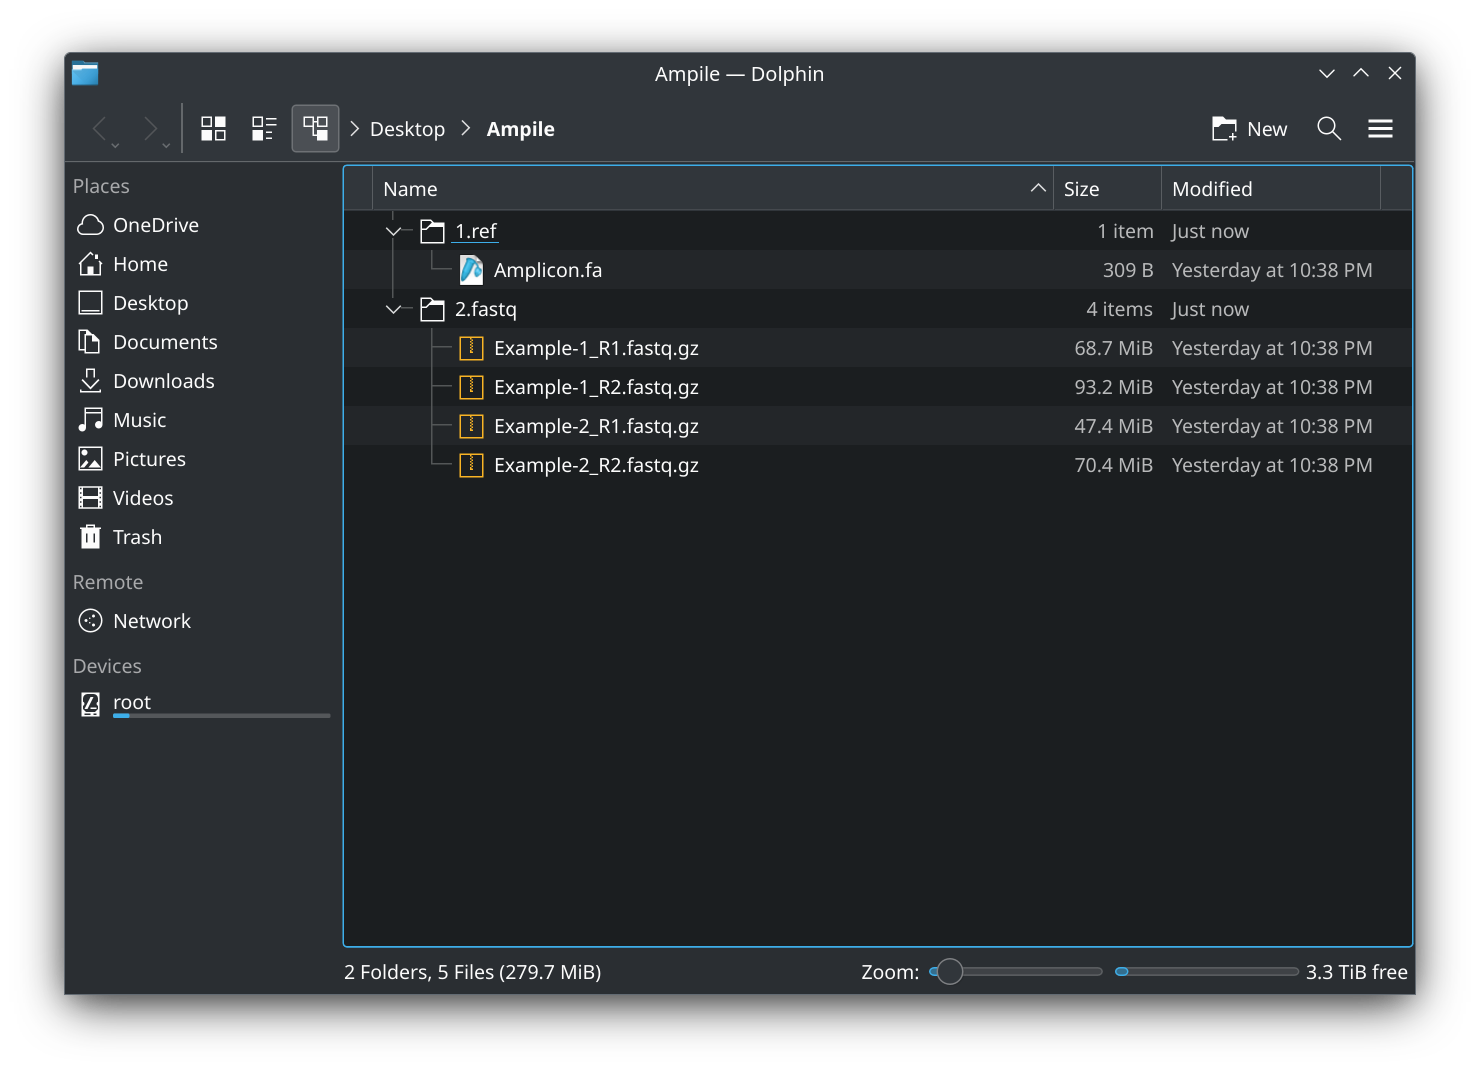 Ampile — Dolphin
Desktop Ampile New
Places
OneDrive
Home
Desktop
Documents
Downloads
Music
Pictures
Videos
Trash
Remote
Network
Devices
root
Name Size Modified
1.ref 1 item Just now
Amplicon.fa 309 B Yesterday at 10:38 PM
2.fastq 4 items Just now
Example-1_R1.fastq.gz 68.7 MiB Yesterday at 10:38 PM
Example-1_R2.fastq.gz 93.2 MiB Yesterday at 10:38 PM
Example-2_R1.fastq.gz 47.4 MiB Yesterday at 10:38 PM
Example-2_R2.fastq.gz 70.4 MiB Yesterday at 10:38 PM
2 Folders, 5 Files (279.7 MiB) Zoom: 3.3 TiB free